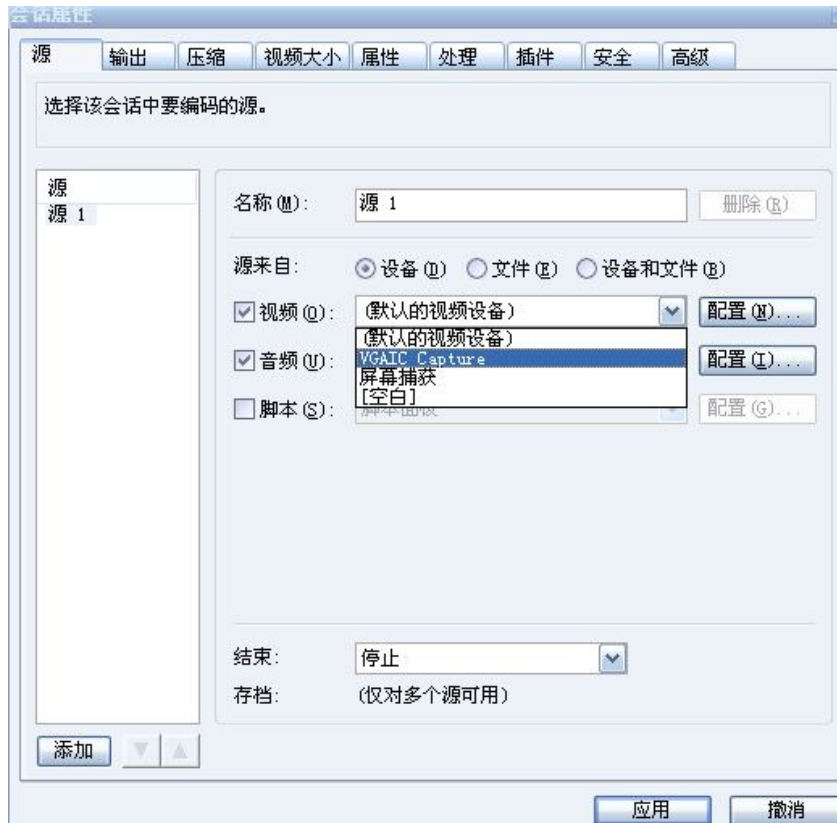 会话属性
源 输出 压缩 视频大小 属性 处理 插件 安全 高级
选择该会话中要编码的源。
源
源 1
名称(M): 源 1 删除(R)
源来自: 设备(D) 文件(E) 设备和文件(B)
视频(O): (默认的视频设备) 配置(N)...
(默认的视频设备)
VGAIC Capture
音频(U): 配置(I)...
屏幕捕获
[空白]
脚本(S): 脚本面板 配置(G)...
结束: 停止
存档: (仅对多个源可用)
添加
应用 撤消